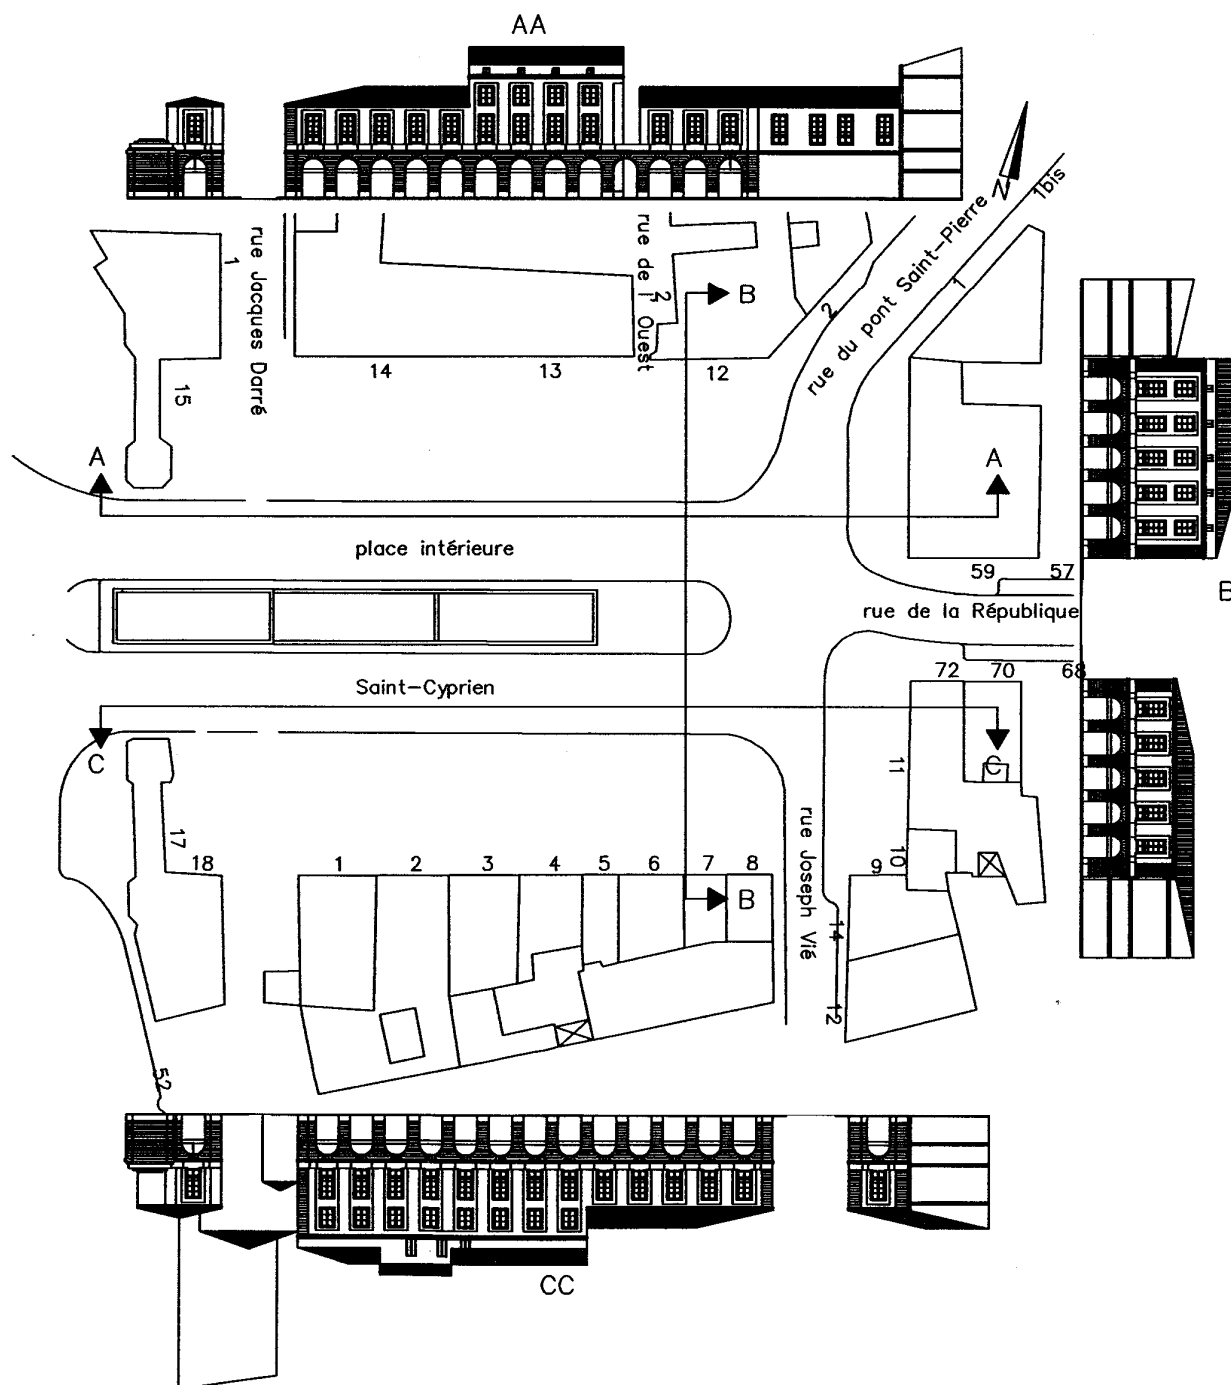 AA
N
1bis
rue du pont Saint-Pierre
1
rue Jacques Darré
rue de l'Ouest
2
B
2
1
14
13
12
15
A
A
place intérieure
59
57
B
rue de la République
Saint-Cyprien
72
70
68
C
C
11
17
rue Joseph Vié
18
1
2
3
4
5
6
7
8
10
9
B
14
12
52
CC